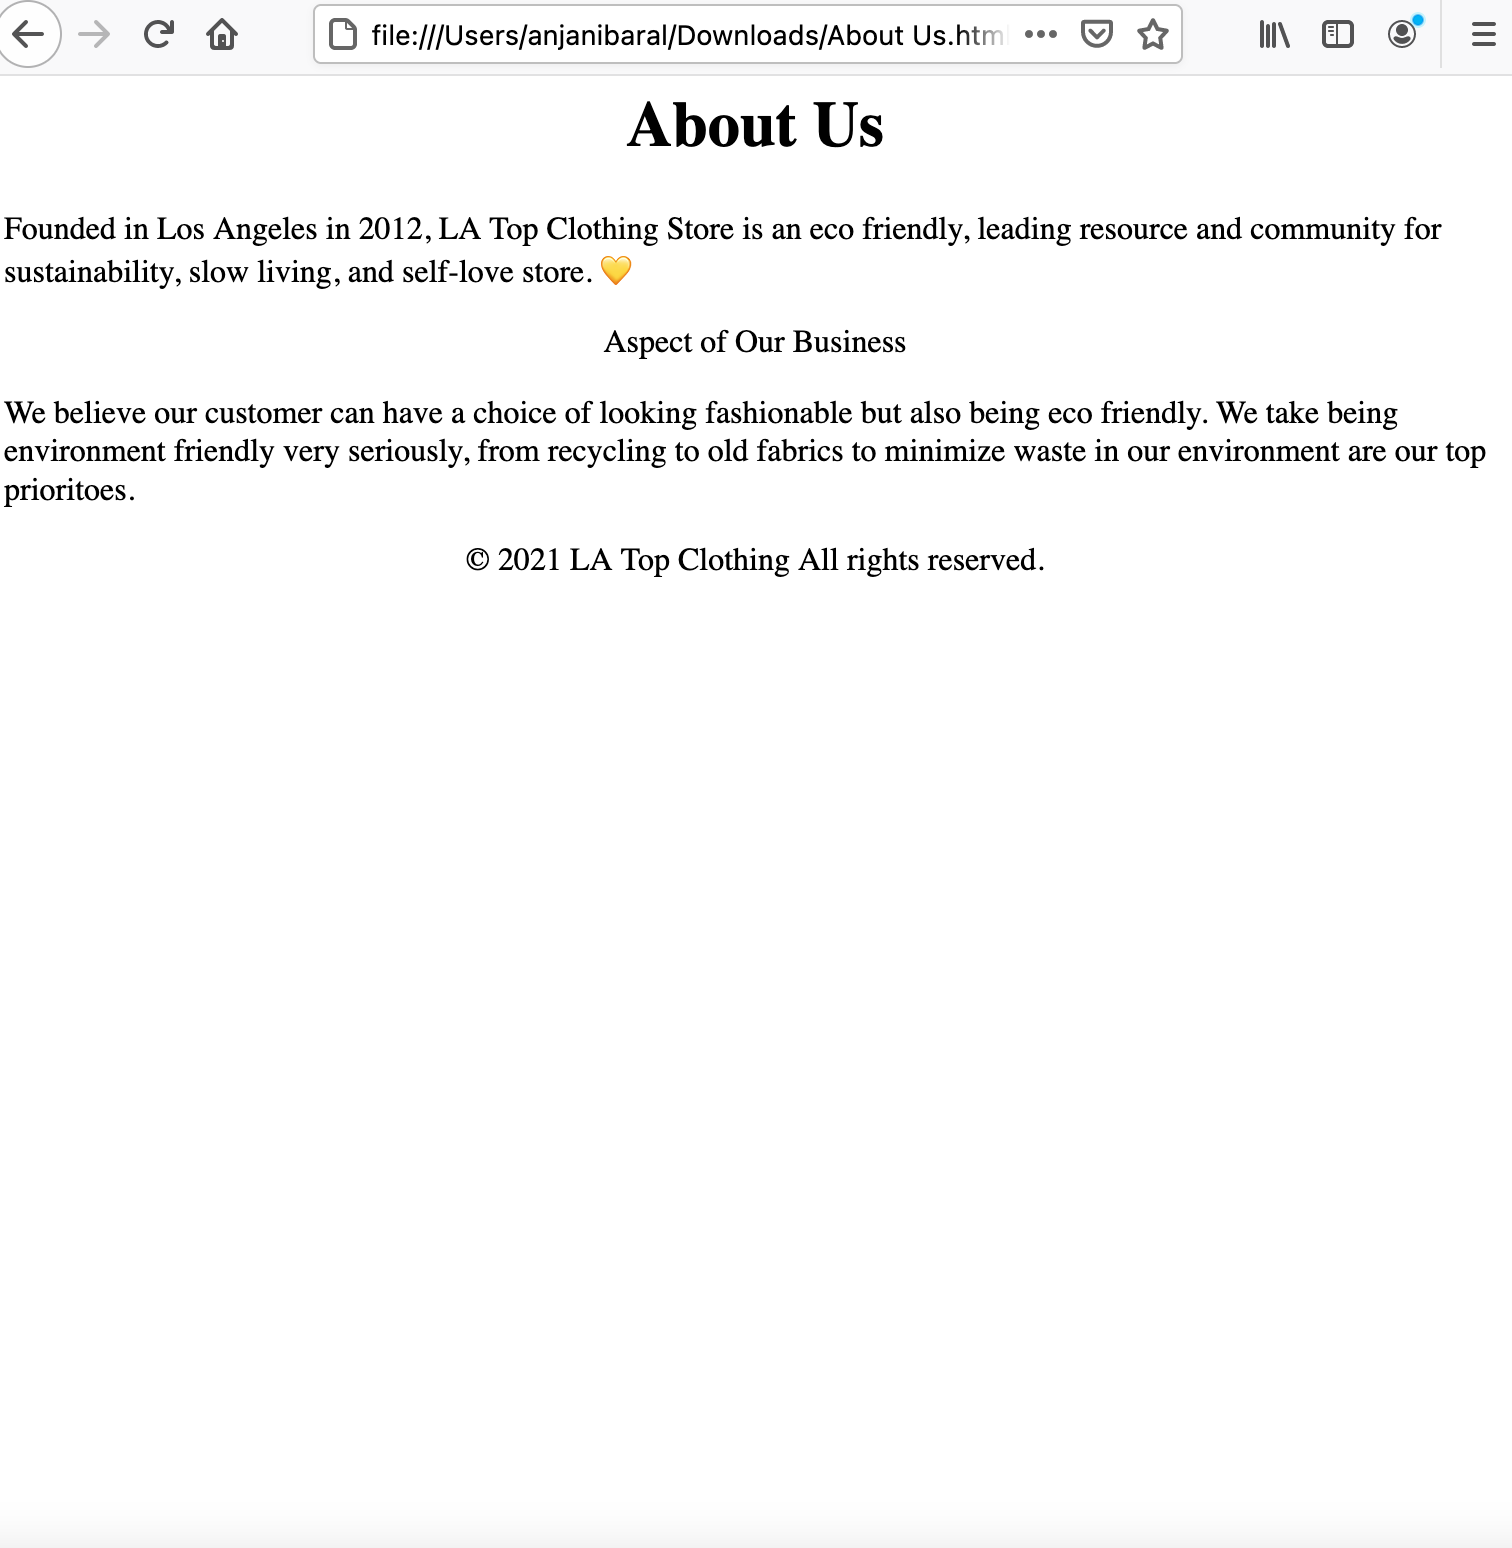 file:///Users/anjanibaral/Downloads/About Us.htm
About Us
Founded in Los Angeles in 2012, LA Top Clothing Store is an eco friendly, leading resource and community for
sustainability, slow living, and self-love store. 💛
Aspect of Our Business
We believe our customer can have a choice of looking fashionable but also being eco friendly. We take being
environment friendly very seriously, from recycling to old fabrics to minimize waste in our environment are our top
prioritoes.
© 2021 LA Top Clothing All rights reserved.